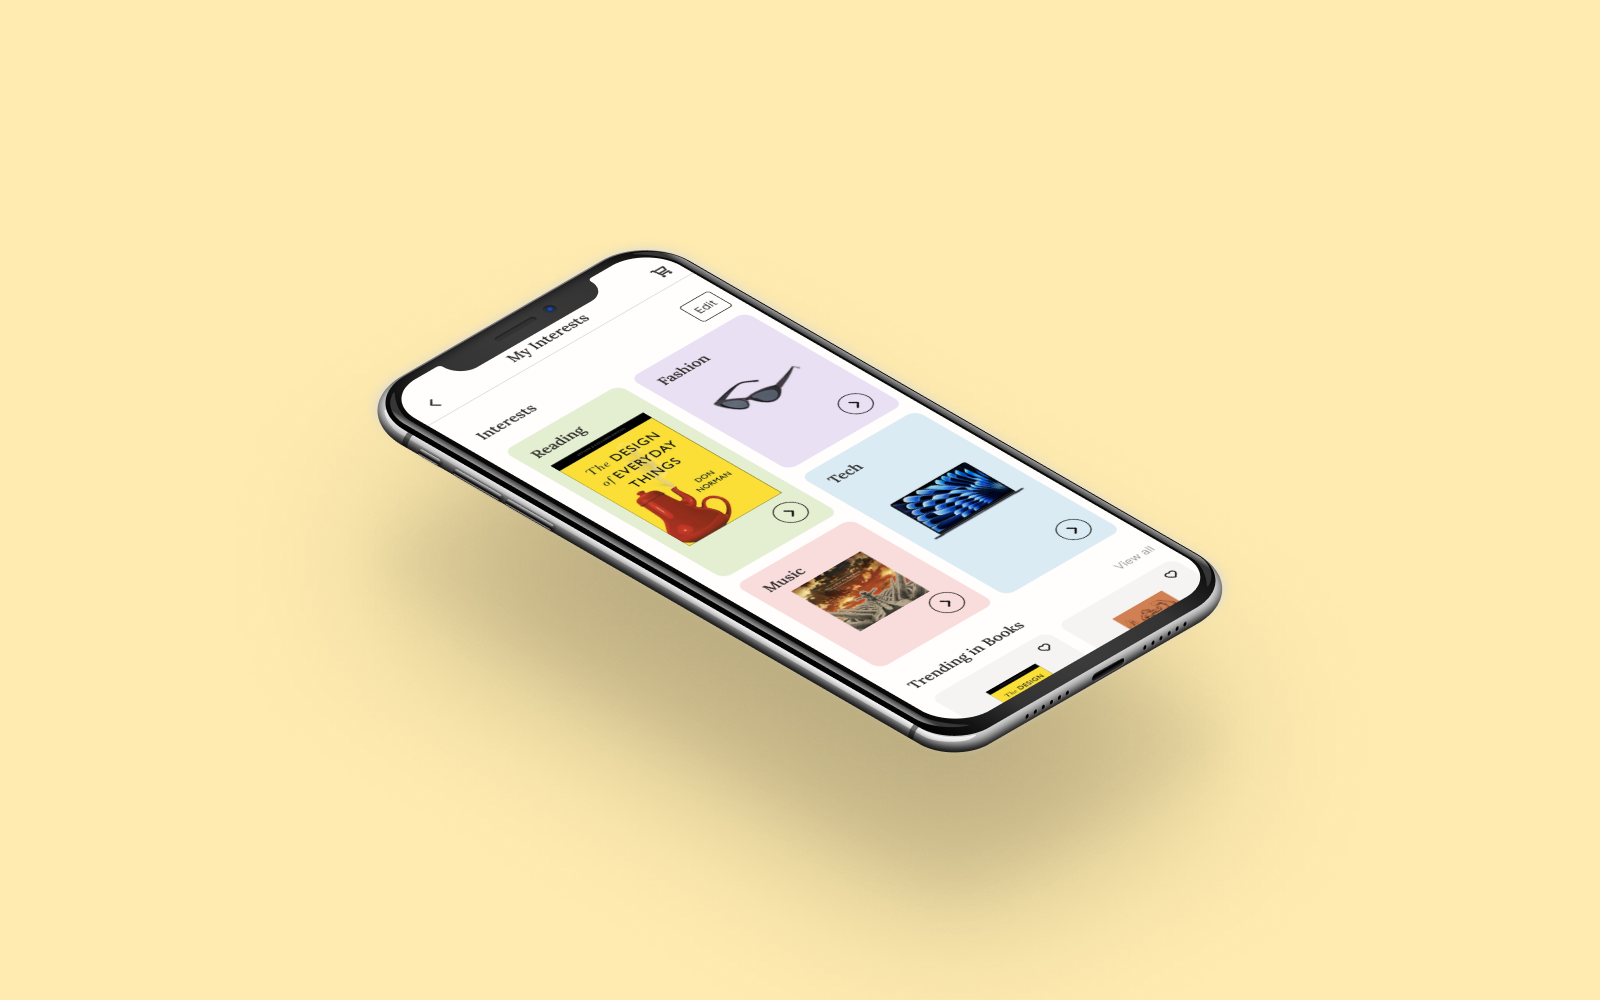 My Interests
Interests
Edit
Reading
The DESIGN
of EVERYDAY
THINGS
DON
NORMAN
Fashion
Music
Tech
Trending in Books
View all
The DESIGN